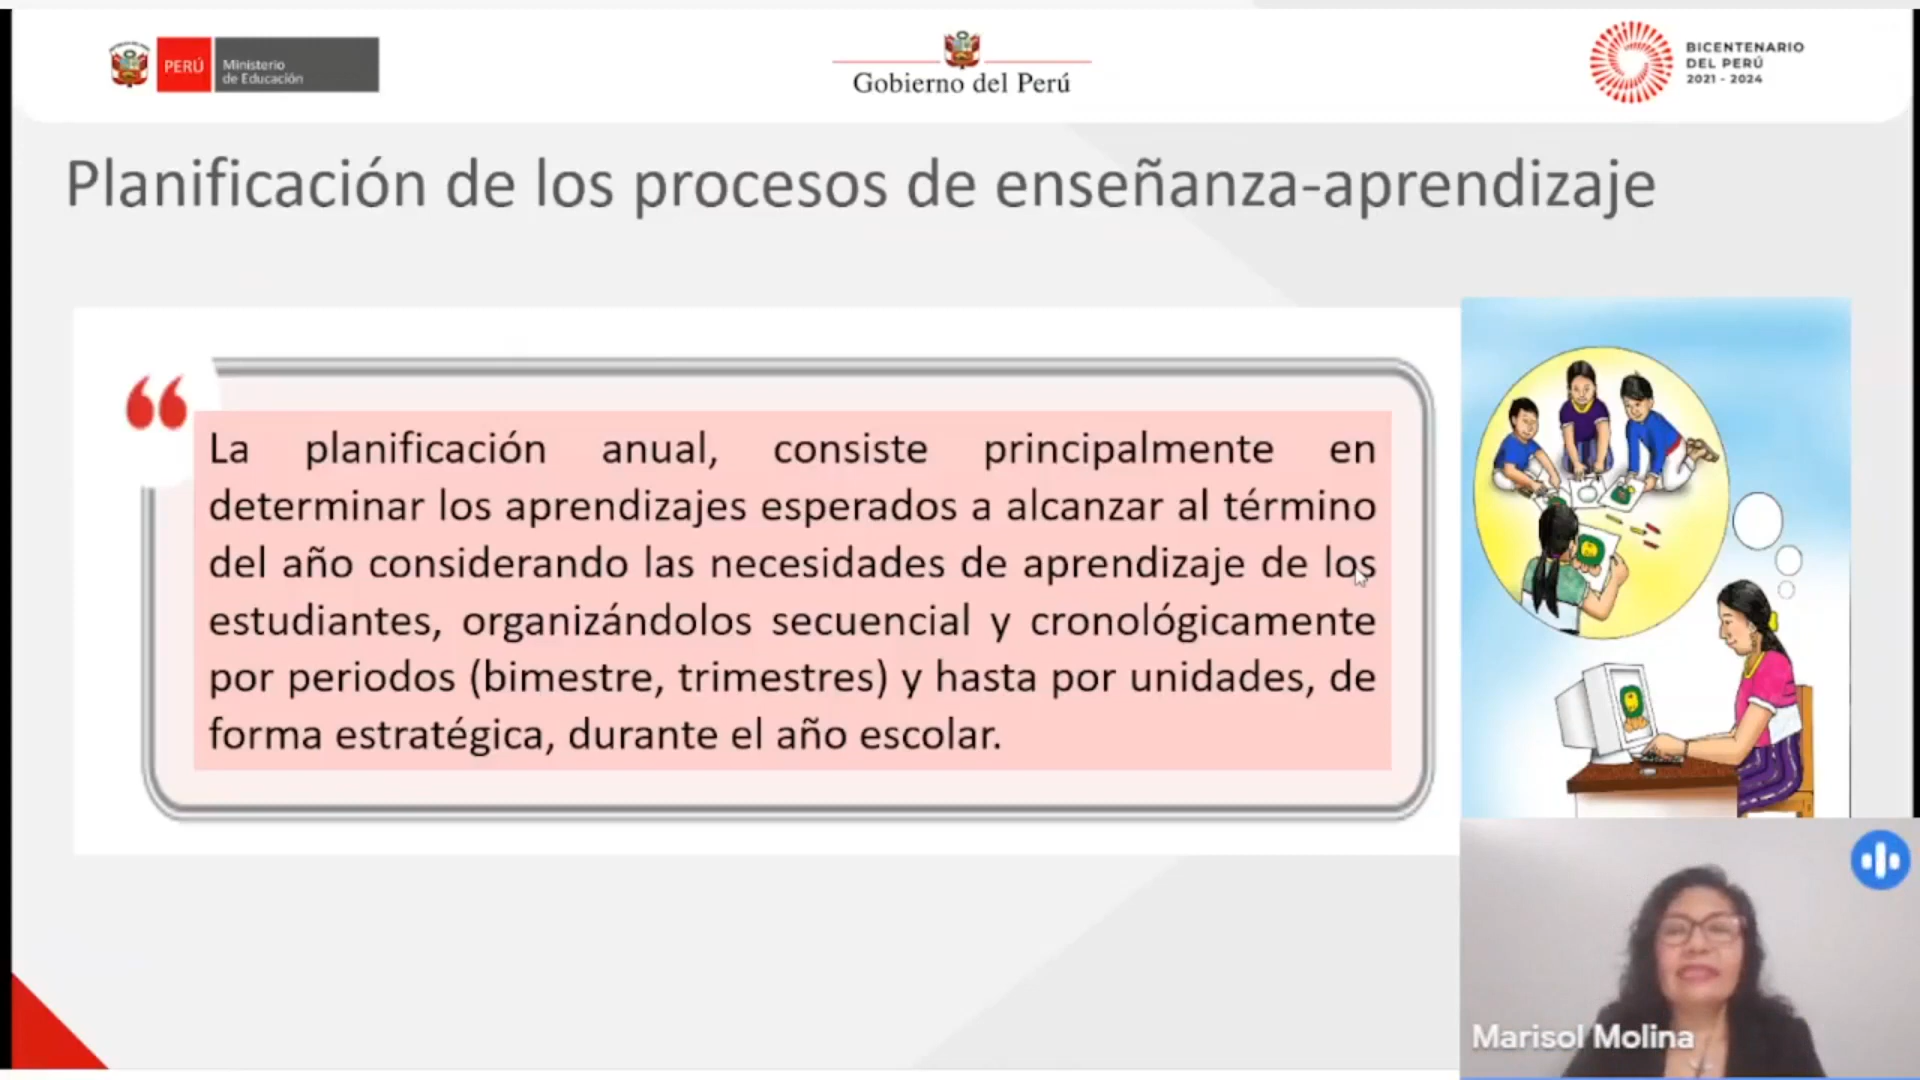 PERÚ
Ministerio
de Educación
Gobierno del Perú
BICENTENARIO
DEL PERÚ
2021 - 2024
Planificación de los procesos de enseñanza-aprendizaje
“
La planificación anual, consiste principalmente en
determinar los aprendizajes esperados a alcanzar al término
del año considerando las necesidades de aprendizaje de los
estudiantes, organizándolos secuencial y cronológicamente
por periodos (bimestre, trimestres) y hasta por unidades, de
forma estratégica, durante el año escolar.
Marisol Molina